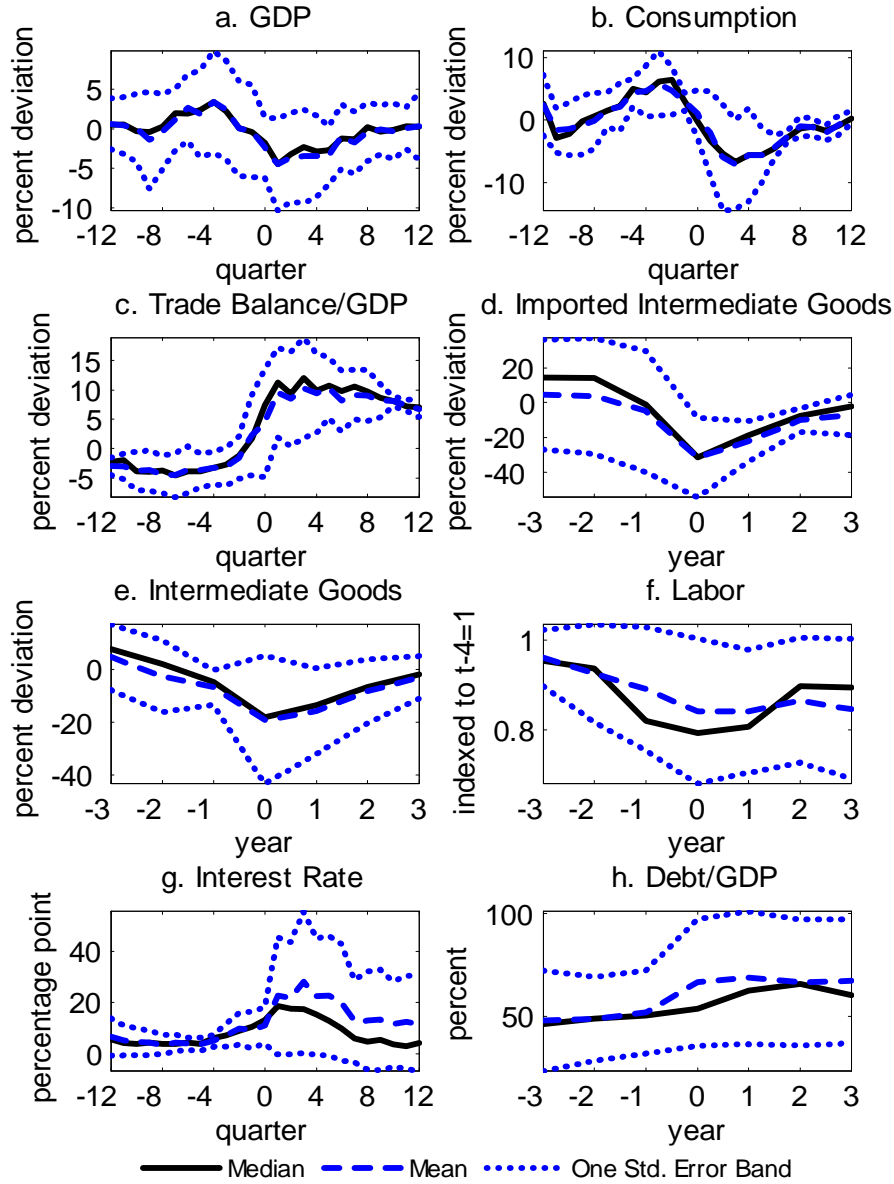 a. GDP
percent deviation
5
0
-5
-10
-12 -8 -4 0 4 8 12
quarter
b. Consumption
percent deviation
10
0
-10
-12 -8 -4 0 4 8 12
quarter
c. Trade Balance/GDP
percent deviation
15
10
5
0
-5
-12 -8 -4 0 4 8 12
quarter
d. Imported Intermediate Goods
percent deviation
20
0
-20
-40
-3 -2 -1 0 1 2 3
year
e. Intermediate Goods
percent deviation
0
-20
-40
-3 -2 -1 0 1 2 3
year
f. Labor
indexed to t-4=1
1
0.8
-3 -2 -1 0 1 2 3
year
g. Interest Rate
percentage point
40
20
0
-12 -8 -4 0 4 8 12
quarter
h. Debt/GDP
percent
100
50
-3 -2 -1 0 1 2 3
year
Median Mean One Std. Error Band